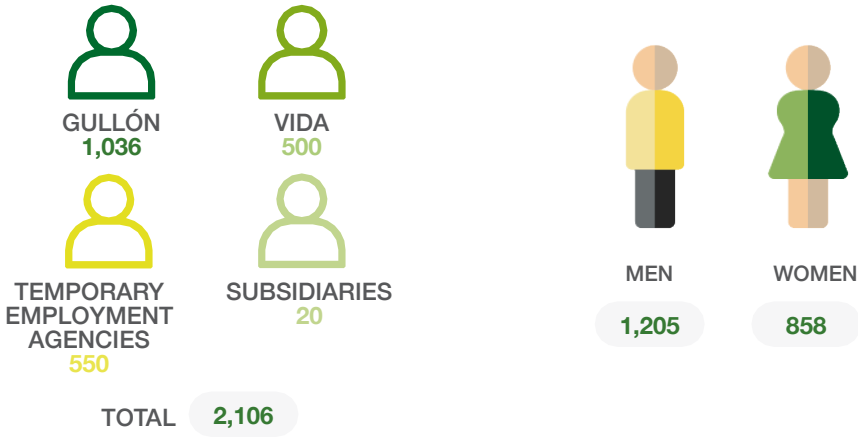 GULLÓN
1,036
VIDA
500
TEMPORARY
EMPLOYMENT
AGENCIES
550
SUBSIDIARIES
20
TOTAL 2,106
MEN
1,205
WOMEN
858